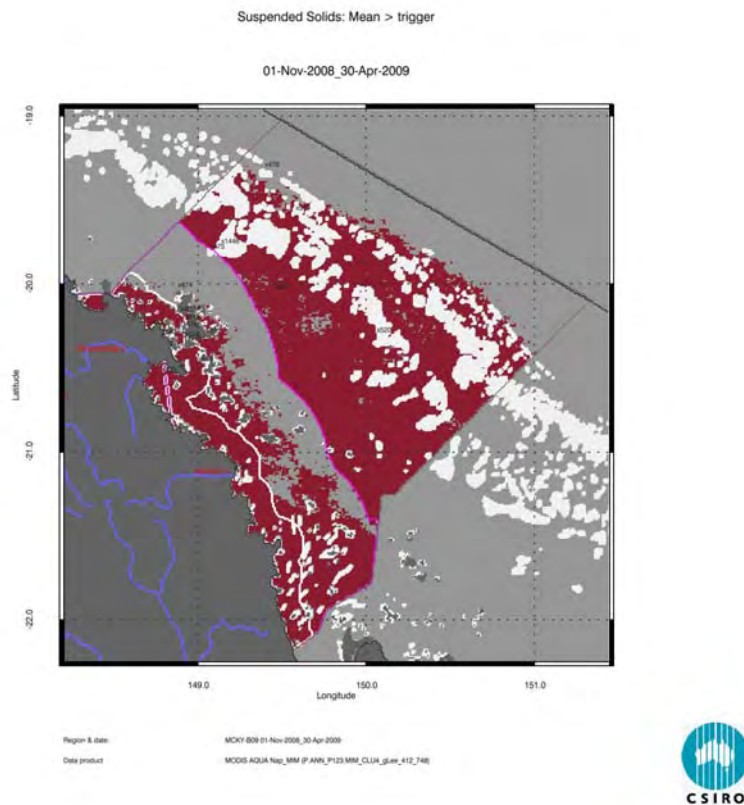 Suspended Solids: Mean > trigger
01-Nov-2008_30-Apr-2009
-19.0
-20.0
-21.0
-22.0
Latitude
149.0
150.0
151.0
Longitude
Region & date:
MCKY-B09 01-Nov-2008_30-Apr-2009
Data product
MODIS AQUA Nap_MIM (P.ANN_P123.MIM_CLU4_gLee_412_748)
CSIRO